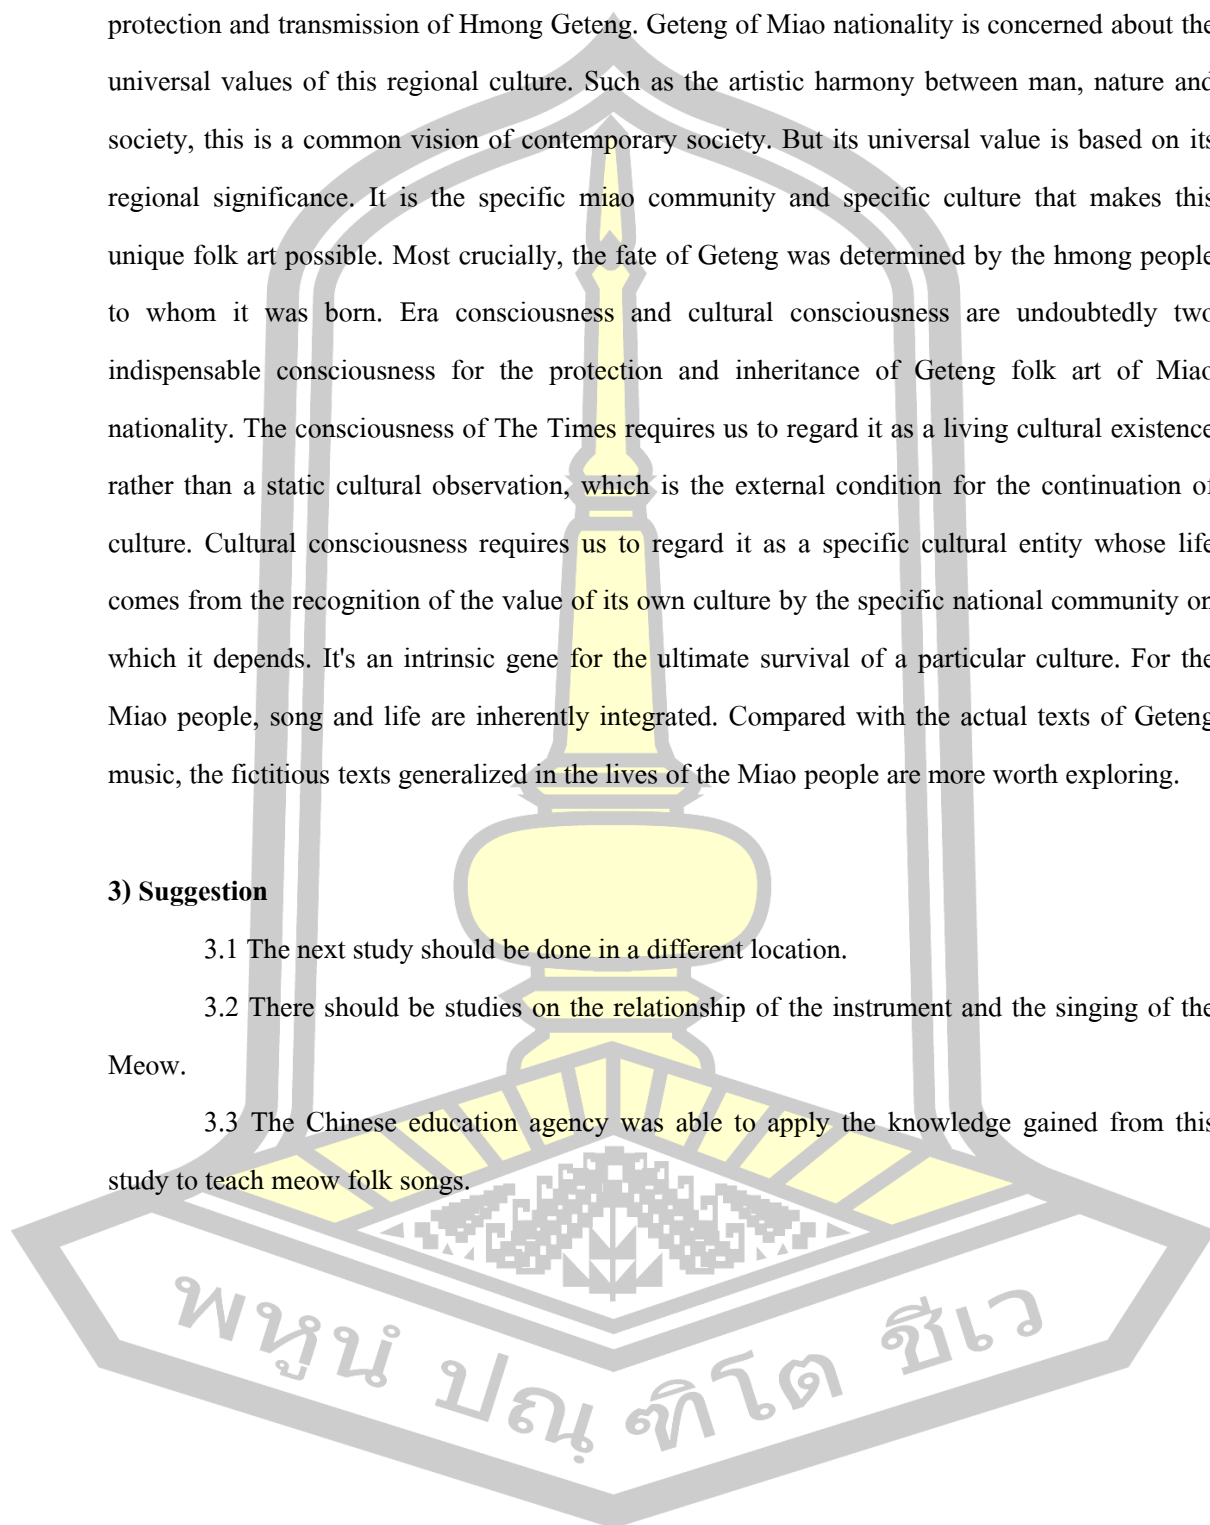 protection and transmission of Hmong Geteng. Geteng of Miao nationality is concerned about the
universal values of this regional culture. Such as the artistic harmony between man, nature and
society, this is a common vision of contemporary society. But its universal value is based on its
regional significance. It is the specific miao community and specific culture that makes this
unique folk art possible. Most crucially, the fate of Geteng was determined by the hmong people
to whom it was born. Era consciousness and cultural consciousness are undoubtedly two
indispensable consciousness for the protection and inheritance of Geteng folk art of Miao
nationality. The consciousness of The Times requires us to regard it as a living cultural existence
rather than a static cultural observation, which is the external condition for the continuation of
culture. Cultural consciousness requires us to regard it as a specific cultural entity whose life
comes from the recognition of the value of its own culture by the specific national community on
which it depends. It's an intrinsic gene for the ultimate survival of a particular culture. For the
Miao people, song and life are inherently integrated. Compared with the actual texts of Geteng
music, the fictitious texts generalized in the lives of the Miao people are more worth exploring.
3) Suggestion
3.1 The next study should be done in a different location.
3.2 There should be studies on the relationship of the instrument and the singing of the
Meow.
3.3 The Chinese education agency was able to apply the knowledge gained from this
study to teach meow folk songs.
พหูนํ ปณฺฑิโต ชีเว